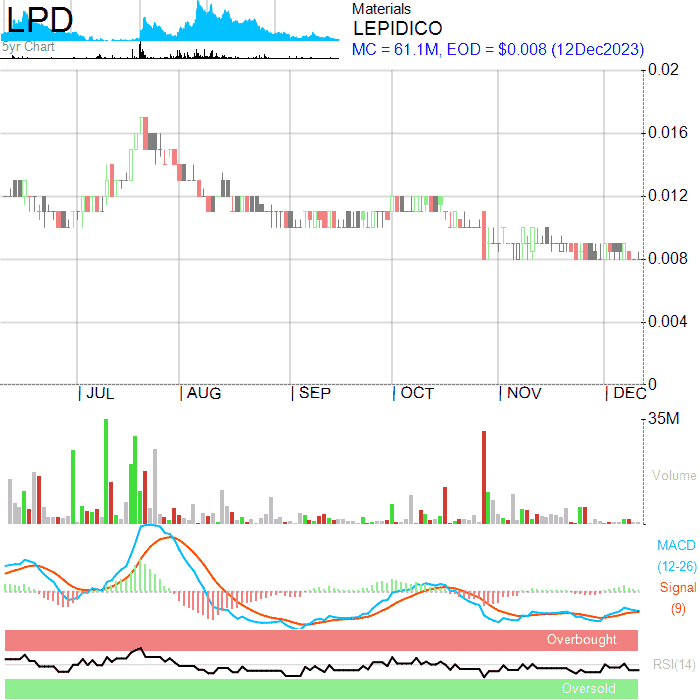 LPD
5yr Chart
Materials
LEPIDICO
MC = 61.1M, EOD = $0.008 (12Dec2023)
0.02
0.016
0.012
0.008
0.004
0
JUL AUG SEP OCT NOV DEC
35M
Volume
MACD
(12-26)
Signal
(9)
Overbought
RSI(14)
Oversold